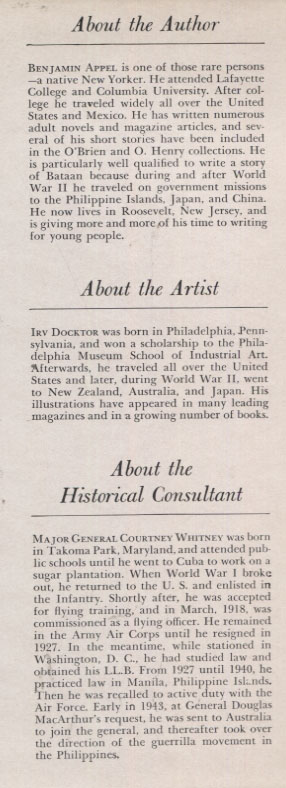 About the Author
BENJAMIN APPEL is one of those rare persons
—a native New Yorker. He attended Lafayette
College and Columbia University. After col-
lege he traveled widely all over the United
States and Mexico. He has written numerous
adult novels and magazine articles, and sev-
eral of his short stories have been included
in the O'Brien and O. Henry collections. He
is particularly well qualified to write a story
of Bataan because during and after World
War II he traveled on government missions
to the Philippine Islands, Japan, and China.
He now lives in Roosevelt, New Jersey, and
is giving more and more of his time to writing
for young people.
About the Artist
IRV DOCKTOR was born in Philadelphia, Penn-
sylvania, and won a scholarship to the Phila-
delphia Museum School of Industrial Art.
Afterwards, he traveled all over the United
States and later, during World War II, went
to New Zealand, Australia, and Japan. His
illustrations have appeared in many leading
magazines and in a growing number of books.
About the
Historical Consultant
MAJOR GENERAL COURTNEY WHITNEY was born
in Takoma Park, Maryland, and attended pub-
lic schools until he went to Cuba to work on a
sugar plantation. When World War I broke
out, he returned to the U. S. and enlisted in
the Infantry. Shortly after, he was accepted
for flying training, and in March, 1918, was
commissioned as a flying officer. He remained
in the Army Air Corps until he resigned in
1927. In the meantime, while stationed in
Washington, D. C., he had studied law and
obtained his LL.B. From 1927 until 1940, he
practiced law in Manila, Philippine Islands.
Then he was recalled to active duty with the
Air Force. Early in 1943, at General Douglas
MacArthur's request, he was sent to Australia
to join the general, and thereafter took over
the direction of the guerrilla movement in
the Philippines.